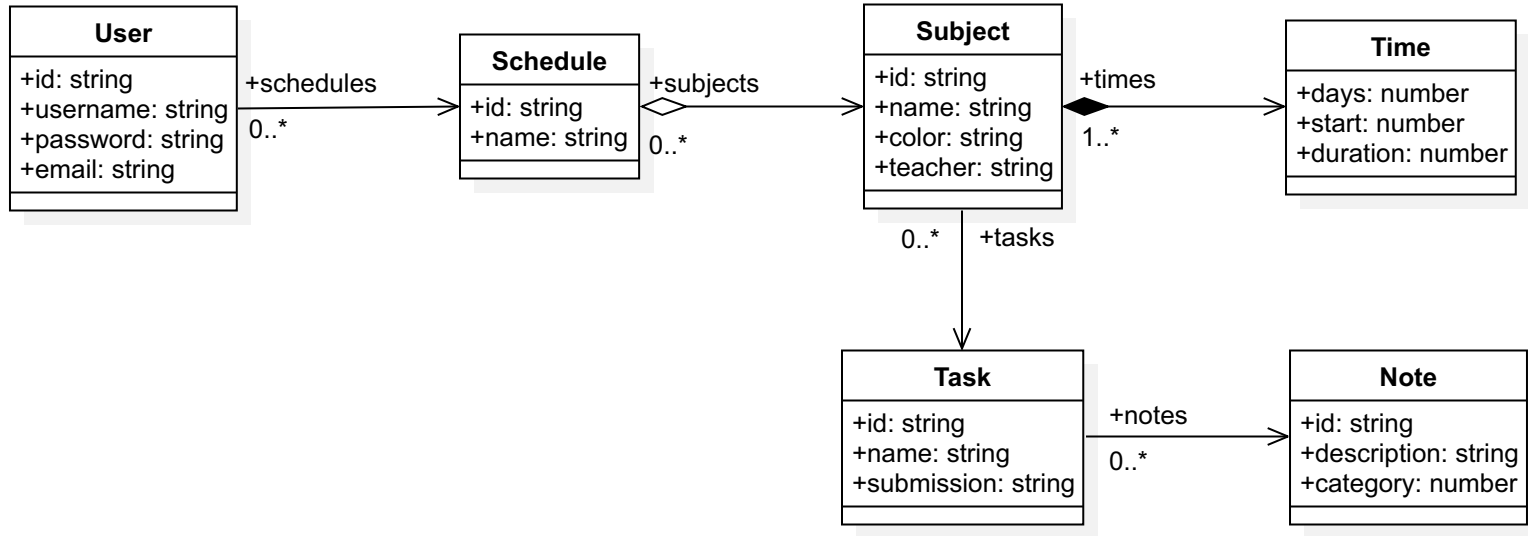 User
+id: string
+username: string
+password: string
+email: string
+schedules
0..*
Schedule
+id: string
+name: string
+subjects
0..*
Subject
+id: string
+name: string
+color: string
+teacher: string
+times
1..*
Time
+days: number
+start: number
+duration: number
0..*
+tasks
Task
+id: string
+name: string
+submission: string
+notes
0..*
Note
+id: string
+description: string
+category: number